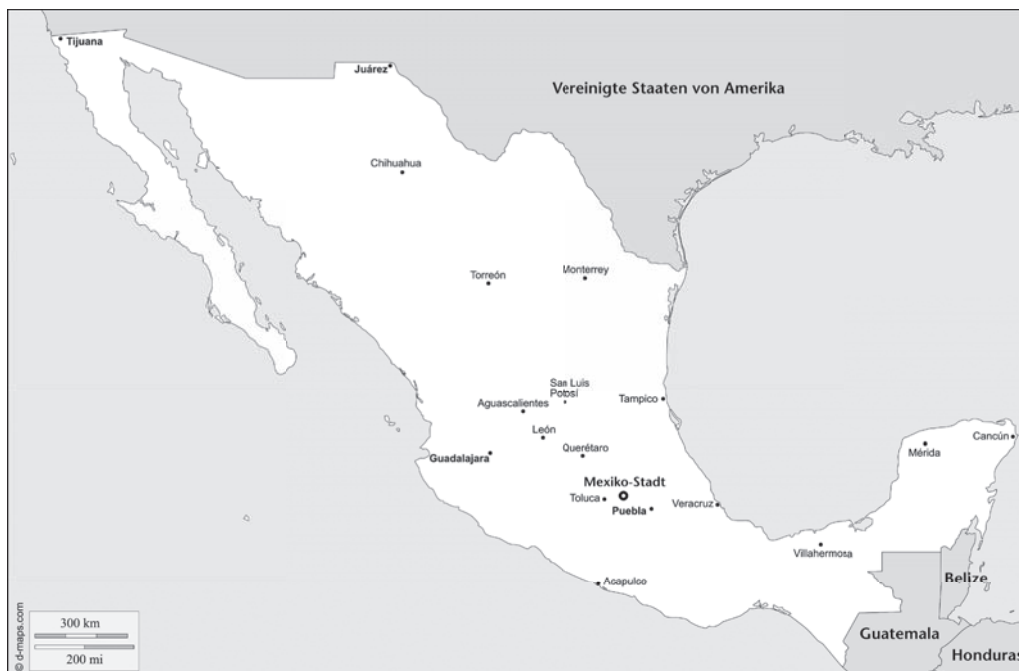 Tijuana
Juárez
Vereinigte Staaten von Amerika
Chihuahua
Torreón
Monterrey
San Luis
Potosí
Aguascalientes
Tampico
León
Querétaro
Guadalajara
Mérida
Cancún
Mexiko-Stadt
Toluca
Puebla
Veracruz
Villahermosa
Acapulco
Belize
Guatemala
Honduras
© d-maps.com
300 km
200 mi